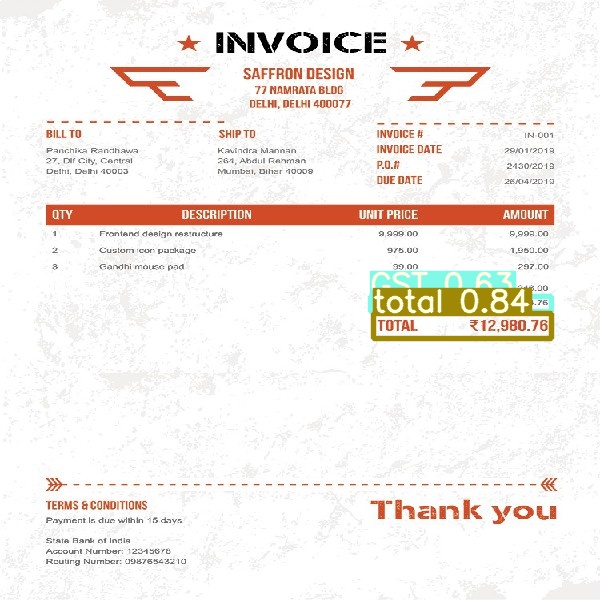 INVOICE
SAFFRON DESIGN
77 NAMRATA BLDG
DELHI, DELHI 400077
BILL TO
Panchika Randhawa
27, Dlf City, Central
Delhi, Delhi 40003
SHIP TO
Kavindra Mannan
264, Abdul Rehman
Mumbai, Bihar 40009
INVOICE # IN-001
INVOICE DATE 29/01/2019
P.O.# 2430/2019
DUE DATE 26/04/2019
QTY DESCRIPTION UNIT PRICE AMOUNT
1 Frontend design restructure 9,999.00 9,999.00
2 Custom icon package 975.00 1,950.00
3 Gandhi mouse pad 99.00 297.00
GST 0.63
total 0.84
TOTAL ₹12,980.76
TERMS & CONDITIONS
Payment is due within 15 days
State Bank of India
Account Number: 12345678
Routing Number: 09876543210
Thank you